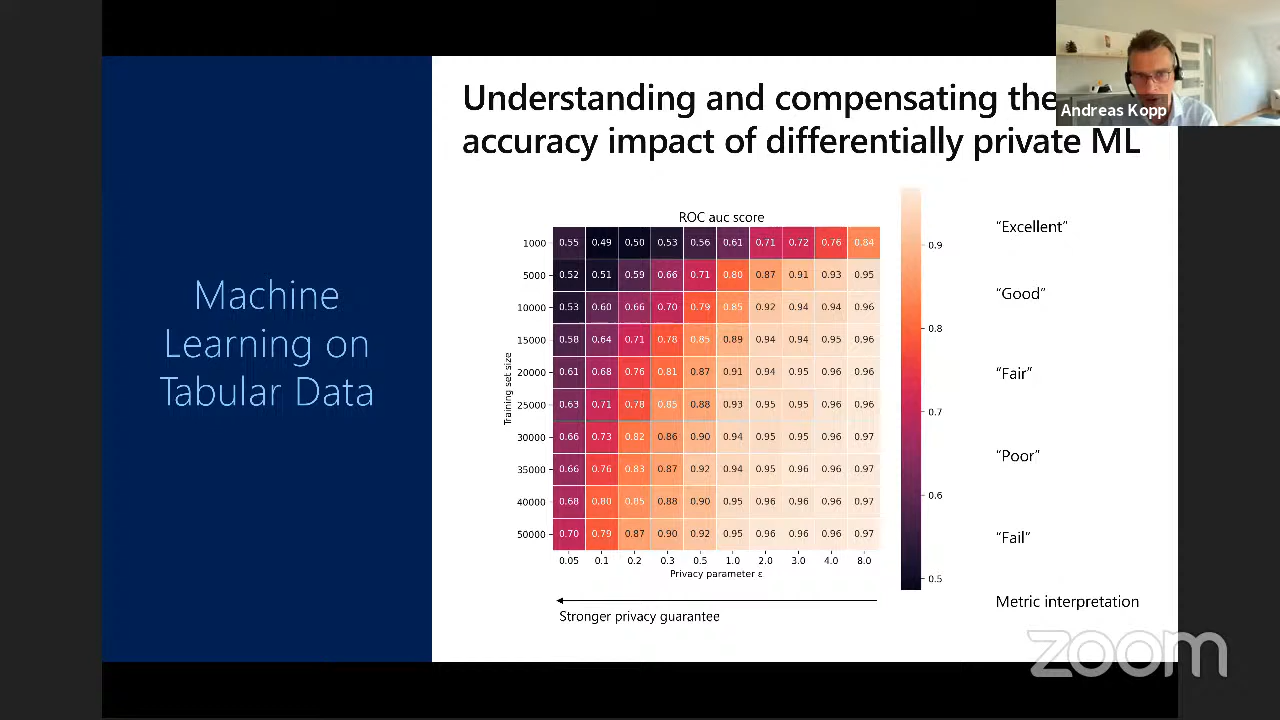 Understanding and compensating the
accuracy impact of differentially private ML
Andreas Kopp
Machine
Learning on
Tabular Data
ROC auc score
Training set size
1000 0.55 0.49 0.50 0.53 0.56 0.61 0.71 0.72 0.76 0.84
5000 0.52 0.51 0.59 0.66 0.71 0.80 0.87 0.91 0.93 0.95
10000 0.53 0.60 0.66 0.70 0.79 0.85 0.92 0.94 0.94 0.96
15000 0.58 0.64 0.71 0.78 0.85 0.89 0.94 0.94 0.95 0.96
20000 0.61 0.68 0.76 0.81 0.87 0.91 0.94 0.95 0.96 0.96
25000 0.63 0.71 0.78 0.85 0.88 0.93 0.95 0.95 0.96 0.96
30000 0.66 0.73 0.82 0.86 0.90 0.94 0.95 0.95 0.96 0.97
35000 0.66 0.76 0.83 0.87 0.92 0.94 0.95 0.96 0.96 0.97
40000 0.68 0.80 0.85 0.88 0.90 0.95 0.96 0.96 0.96 0.97
50000 0.70 0.79 0.87 0.90 0.92 0.95 0.96 0.96 0.96 0.97
0.05 0.1 0.2 0.3 0.5 1.0 2.0 3.0 4.0 8.0
Privacy parameter ε
Stronger privacy guarantee
0.9
0.8
0.7
0.6
0.5
“Excellent”
“Good”
“Fair”
“Poor”
“Fail”
Metric interpretation
zoom